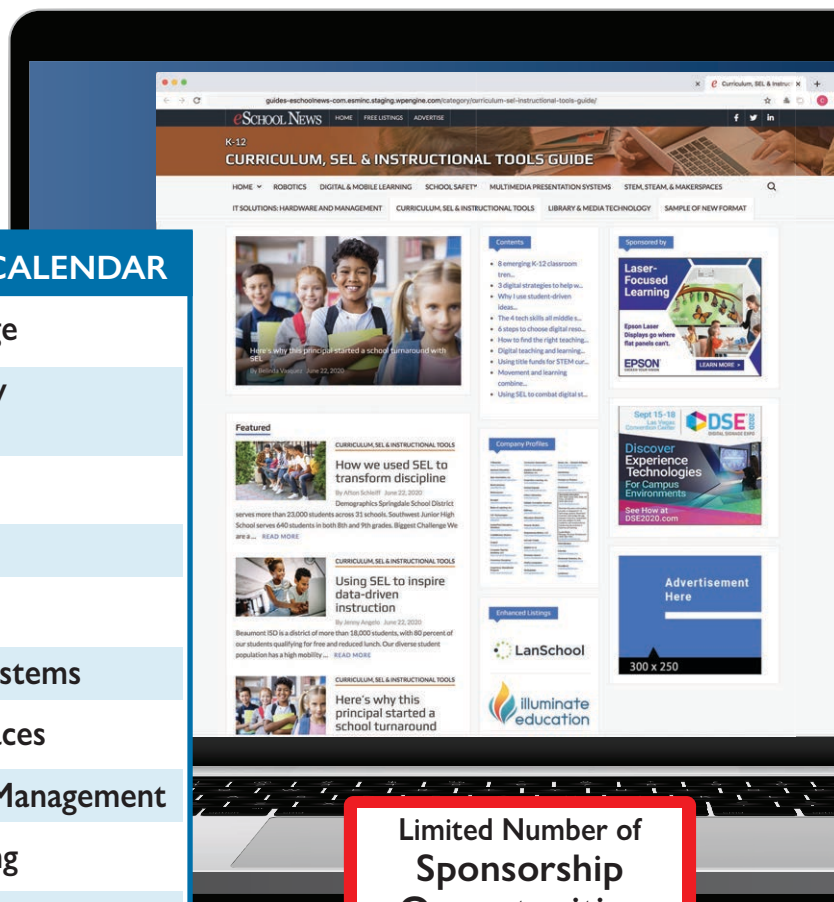 Curriculum, SEL & Instruc
guides-eschoolnews-com.esminc.staging.wpengine.com/category/curriculum-sel-instructional-tools-guide/
eSCHOOL NEWS HOME FREE LISTINGS ADVERTISE
K-12
CURRICULUM, SEL & INSTRUCTIONAL TOOLS GUIDE
HOME ROBOTICS DIGITAL & MOBILE LEARNING SCHOOL SAFETY MULTIMEDIA PRESENTATION SYSTEMS STEM, STEAM, & MAKERSPACES
IT SOLUTIONS: HARDWARE AND MANAGEMENT CURRICULUM, SEL & INSTRUCTIONAL TOOLS LIBRARY & MEDIA TECHNOLOGY SAMPLE OF NEW FORMAT
CALENDAR
ge
y
stems
ces
Management
ng
Here's why this principal started a school turnaround with
SEL
By Belinda Vasquez June 22, 2020
Featured
CURRICULUM, SEL & INSTRUCTIONAL TOOLS
How we used SEL to
transform discipline
By Afton Schleiff June 22, 2020
Demographics Springdale School District
serves more than 23,000 students across 31 schools. Southwest Junior High
School serves 640 students in both 8th and 9th grades. Biggest Challenge We
are a ... READ MORE
CURRICULUM, SEL & INSTRUCTIONAL TOOLS
Using SEL to inspire
data-driven
instruction
By Jenny Angelo June 22, 2020
Beaumont ISD is a district of more than 18,000 students, with 80 percent of
our students qualifying for free and reduced lunch. Our diverse student
population has a high mobility ... READ MORE
CURRICULUM, SEL & INSTRUCTIONAL TOOLS
Here's why this
principal started a
school turnaround
Contents
8 emerging K-12 classroom
tren...
3 digital strategies to help w...
Why I use student-driven
ideas...
The 4 tech skills all middle s...
6 steps to choose digital reso...
How to find the right teaching...
Digital teaching and learning...
Using title funds for STEM cur...
Movement and learning
combine...
Using SEL to combat digital st...
Company Profiles
Enhanced Listings
LanSchool
illuminate
education
Sponsored by
Laser-
Focused
Learning
Epson Laser
Displays go where
flat panels can't.
EPSON
LEARN MORE >
Sept 15-18
Las Vegas
Convention Center
DSE 2020
DIGITAL SIGNAGE EXPO
Discover
Experience
Technologies
For Campus
Environments
See How at
DSE2020.com
Advertisement
Here
300 x 250
Limited Number of
Sponsorship
Opportunities